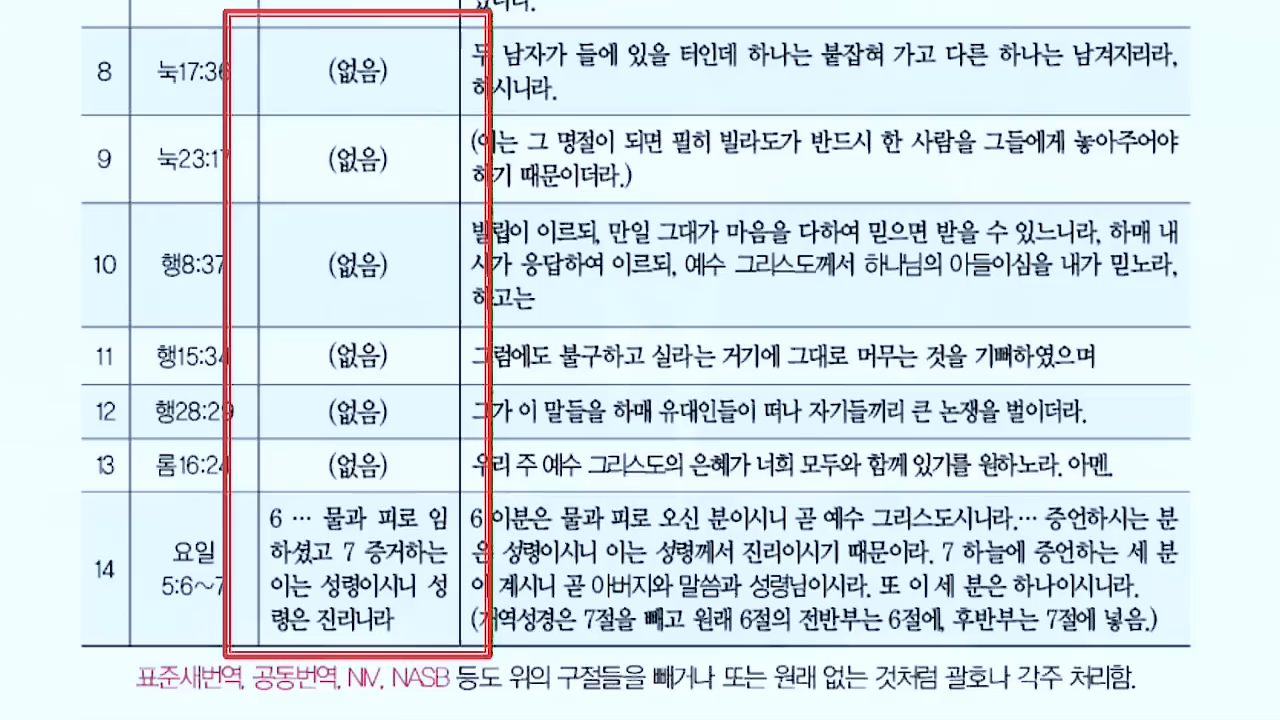 있니라.
8 눅17:36 (없음) 두 남자가 들에 있을 터인데 하나는 붙잡혀 가고 다른 하나는 남겨지리라,
하시니라.
9 눅23:17 (없음) (이는 그 명절이 되면 필히 빌라도가 반드시 한 사람을 그들에게 놓아주어야
하기 때문이더라.)
10 행8:37 (없음) 빌립이 이르되, 만일 그대가 마음을 다하여 믿으면 받을 수 있느니라, 하매 내
시가 응답하여 이르되, 예수 그리스도께서 하나님의 아들이심을 내가 믿노라,
하고는
11 행15:34 (없음) 그럼에도 불구하고 실라는 거기에 그대로 머무는 것을 기뻐하였으며
12 행28:29 (없음) 그가 이 말들을 하매 유대인들이 떠나 자기들끼리 큰 논쟁을 벌이더라.
13 롬16:24 (없음) 우리 주 예수 그리스도의 은혜가 너희 모두와 함께 있기를 원하노라. 아멘.
14 요일 5:6~7 6 … 물과 피로 임 6 이분은 물과 피로 오신 분이시니 곧 예수 그리스도시니라.… 증언하시는 분
하셨고 7 증거하는 은 성령이시니 이는 성령께서 진리이시기 때문이라. 7 하늘에 증언하는 세 분
이는 성령이시니 성 이 계시니 곧 아버지와 말씀과 성령님이시라. 또 이 세 분은 하나이시니라.
령은 진리니라 (개역성경은 7절을 빼고 원래 6절의 전반부는 6절에, 후반부는 7절에 넣음.)
표준새번역, 공동번역, NIV, NASB 등도 위의 구절들을 빼거나 또는 원래 없는 것처럼 괄호나 각주 처리함.